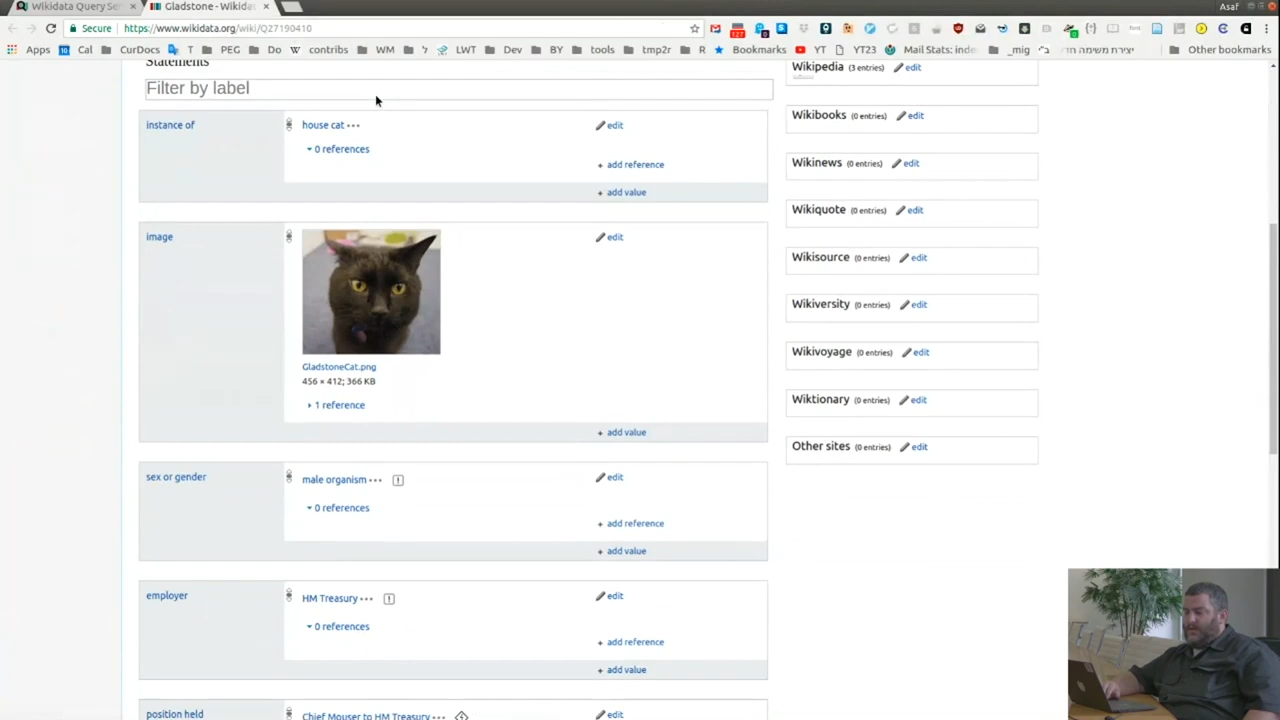 Wikidata Query Ser
Gladstone - Wikidat
Asaf
Secure
https://www.wikidata.org/wiki/Q27190410
127
Apps
10
Cal
CurDocs
T
PEG
Do
W
contribs
WM
ל
LWT
Dev
BY
tools
tmp2r
R
Bookmarks
YT
YT23
Mail Stats: inde
_mig
Other bookmarks
Statements
Filter by label
instance of
house cat
edit
0 references
+ add reference
+ add value
image
edit
GladstoneCat.png
456 × 412; 366 KB
1 reference
+ add value
sex or gender
male organism
edit
0 references
+ add reference
+ add value
employer
HM Treasury
edit
0 references
+ add reference
+ add value
position held
Chief Mouser to HM Treasury
edit
Wikipedia (3 entries) edit
Wikibooks (0 entries) edit
Wikinews (0 entries) edit
Wikiquote (0 entries) edit
Wikisource (0 entries) edit
Wikiversity (0 entries) edit
Wikivoyage (0 entries) edit
Wiktionary (0 entries) edit
Other sites (0 entries) edit